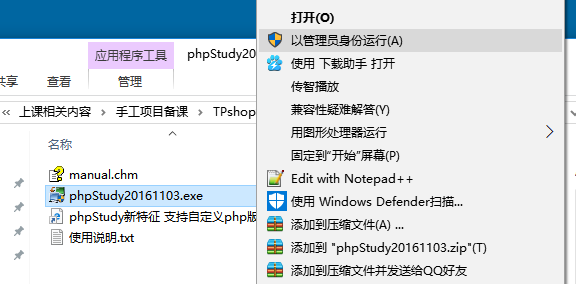 打开(O)
以管理员身份运行(A)
使用 下载助手 打开
传智播放
兼容性疑难解答(Y)
用图形处理器运行
固定到"开始"屏幕(P)
Edit with Notepad++
使用 Windows Defender扫描...
添加到压缩文件(A) ...
添加到 "phpStudy20161103.zip"(T)
添加到压缩文件并发送给QQ好友
应用程序工具
phpStudy20
共享
查看
管理
« 上课相关内容 › 手工项目备课 › TPshop
名称
manual.chm
phpStudy20161103.exe
phpStudy新特征 支持自定义php版
使用说明.txt